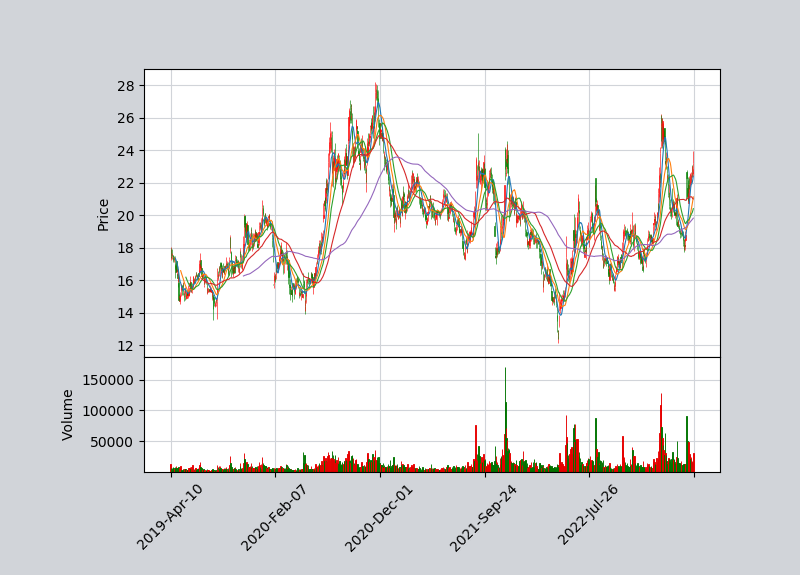 Price
28
26
24
22
20
18
16
14
12
Volume
150000
100000
50000
2019-Apr-10
2020-Feb-07
2020-Dec-01
2021-Sep-24
2022-Jul-26